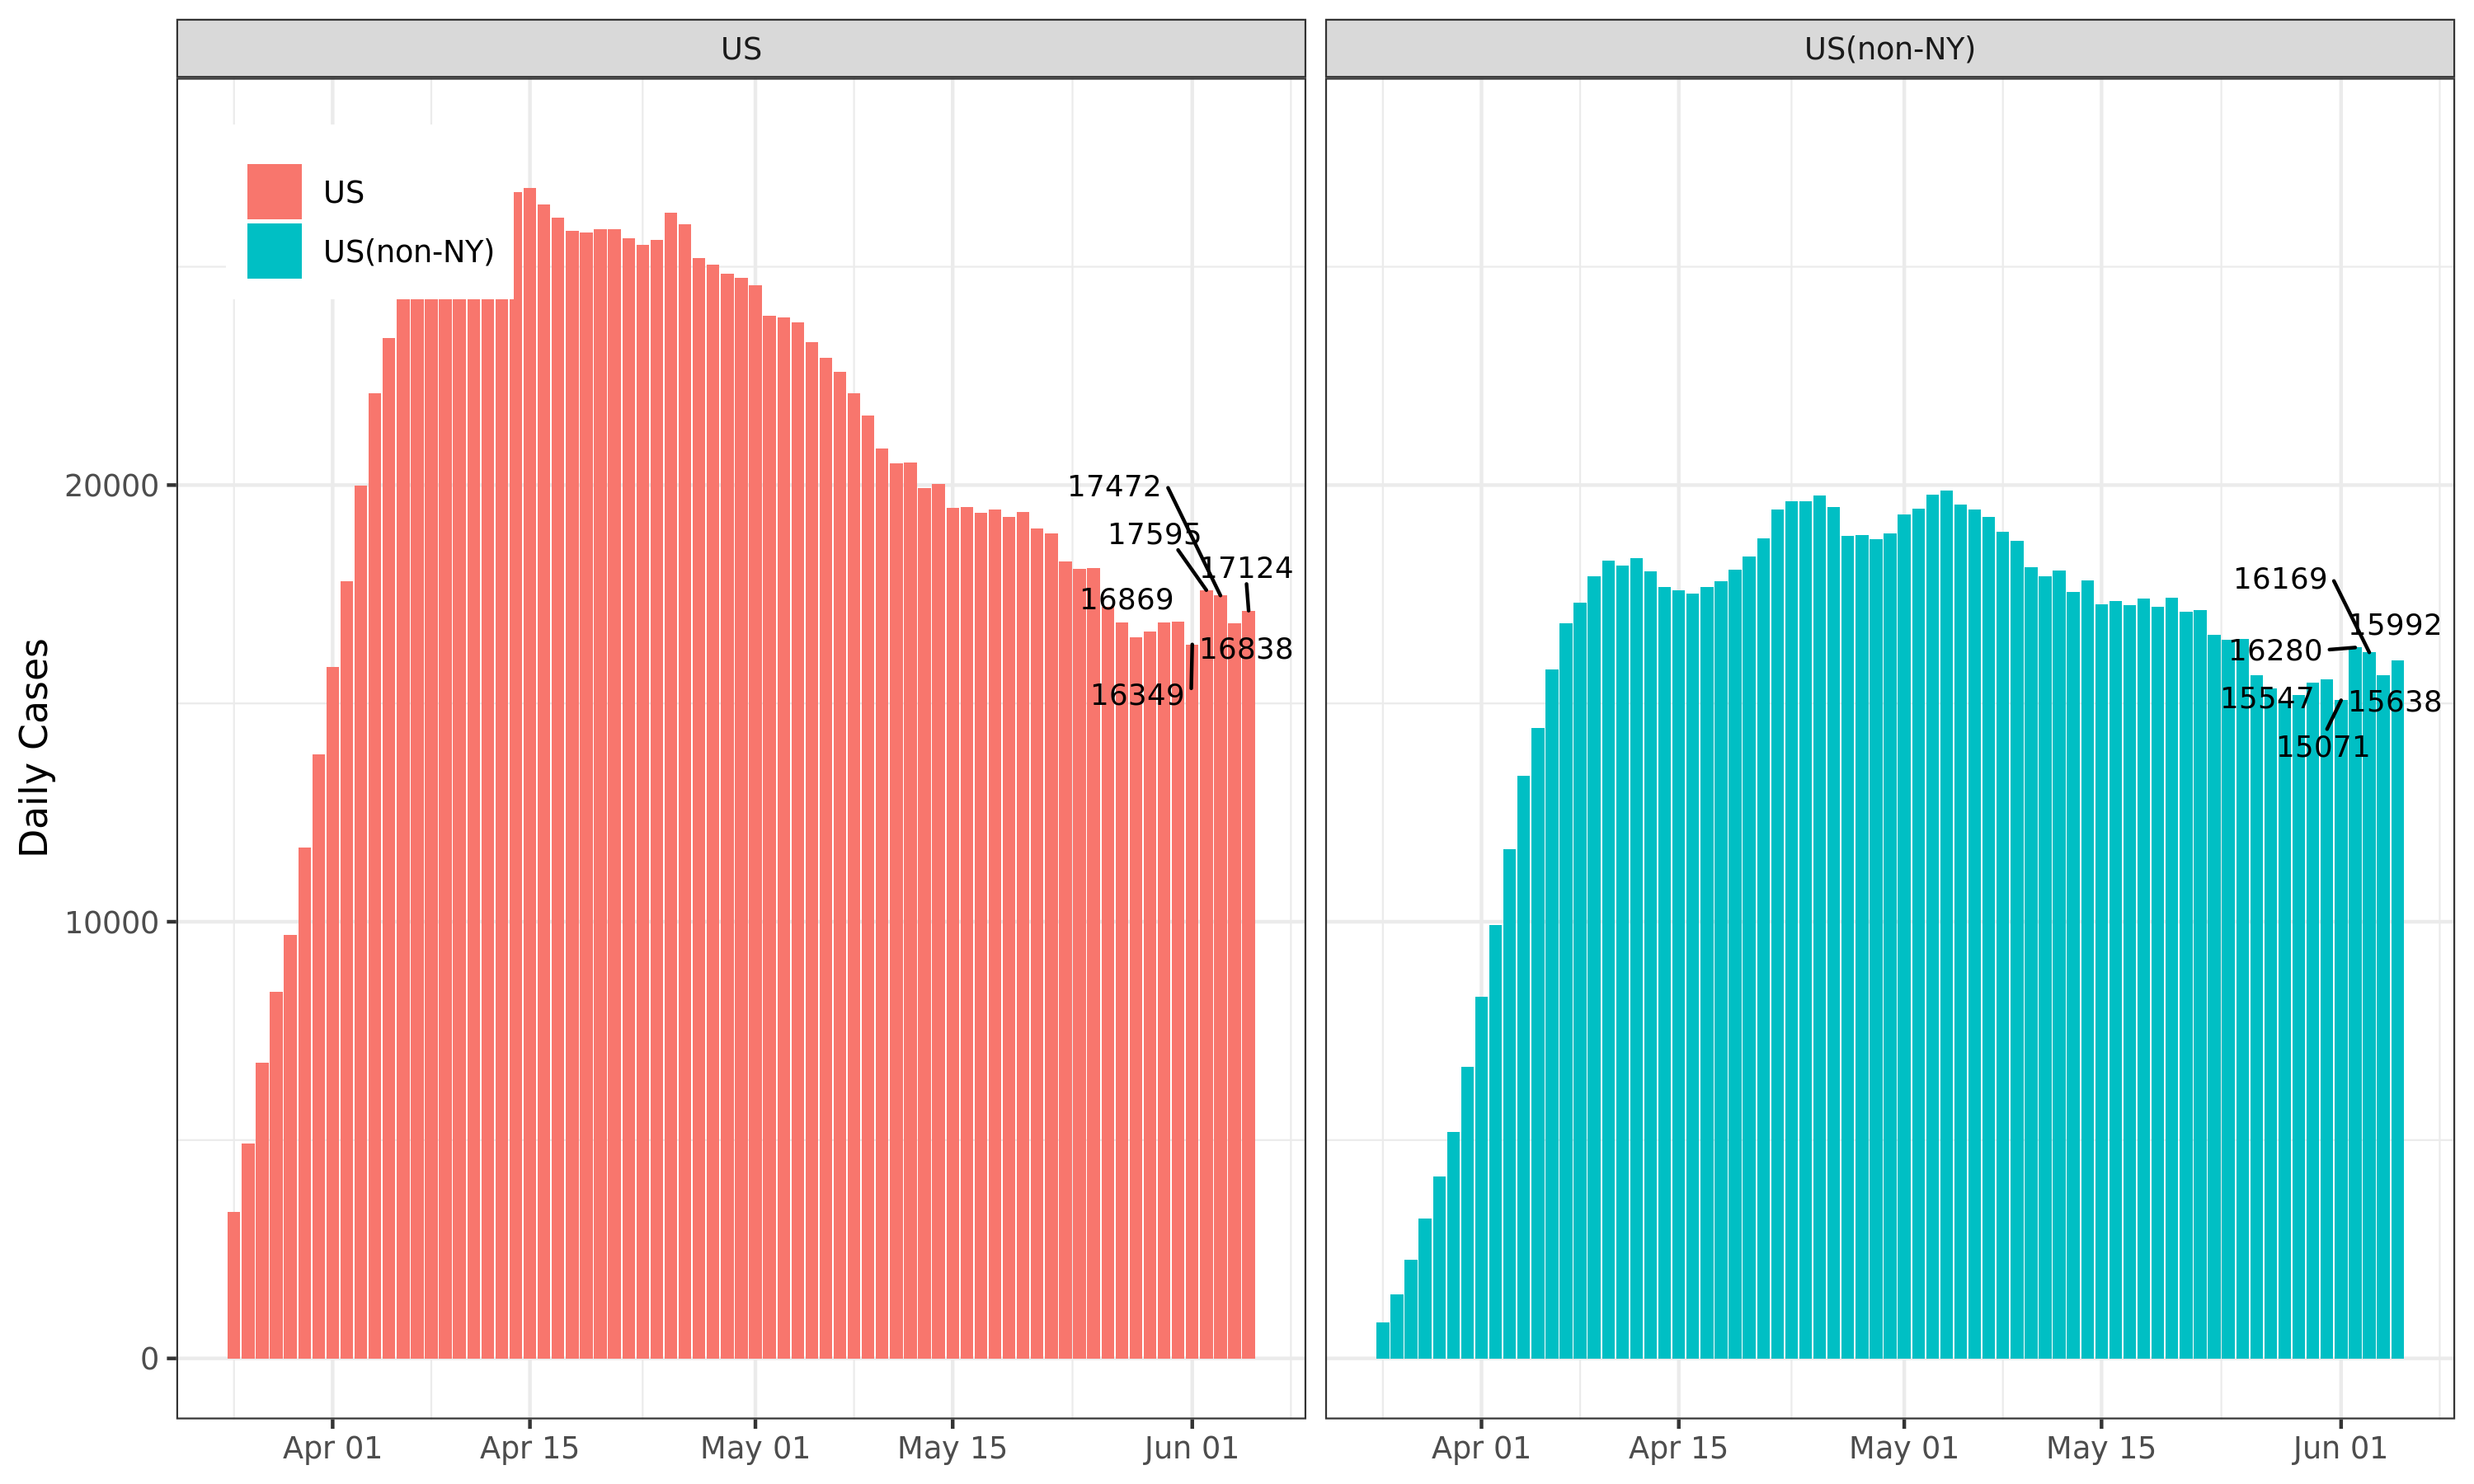 US
US(non-NY)
US
US(non-NY)
Daily Cases
20000
10000
0
17472
17595
17124
16869
16838
16349
16169
15992
16280
15547
15638
15071
Apr 01
Apr 15
May 01
May 15
Jun 01
Apr 01
Apr 15
May 01
May 15
Jun 01